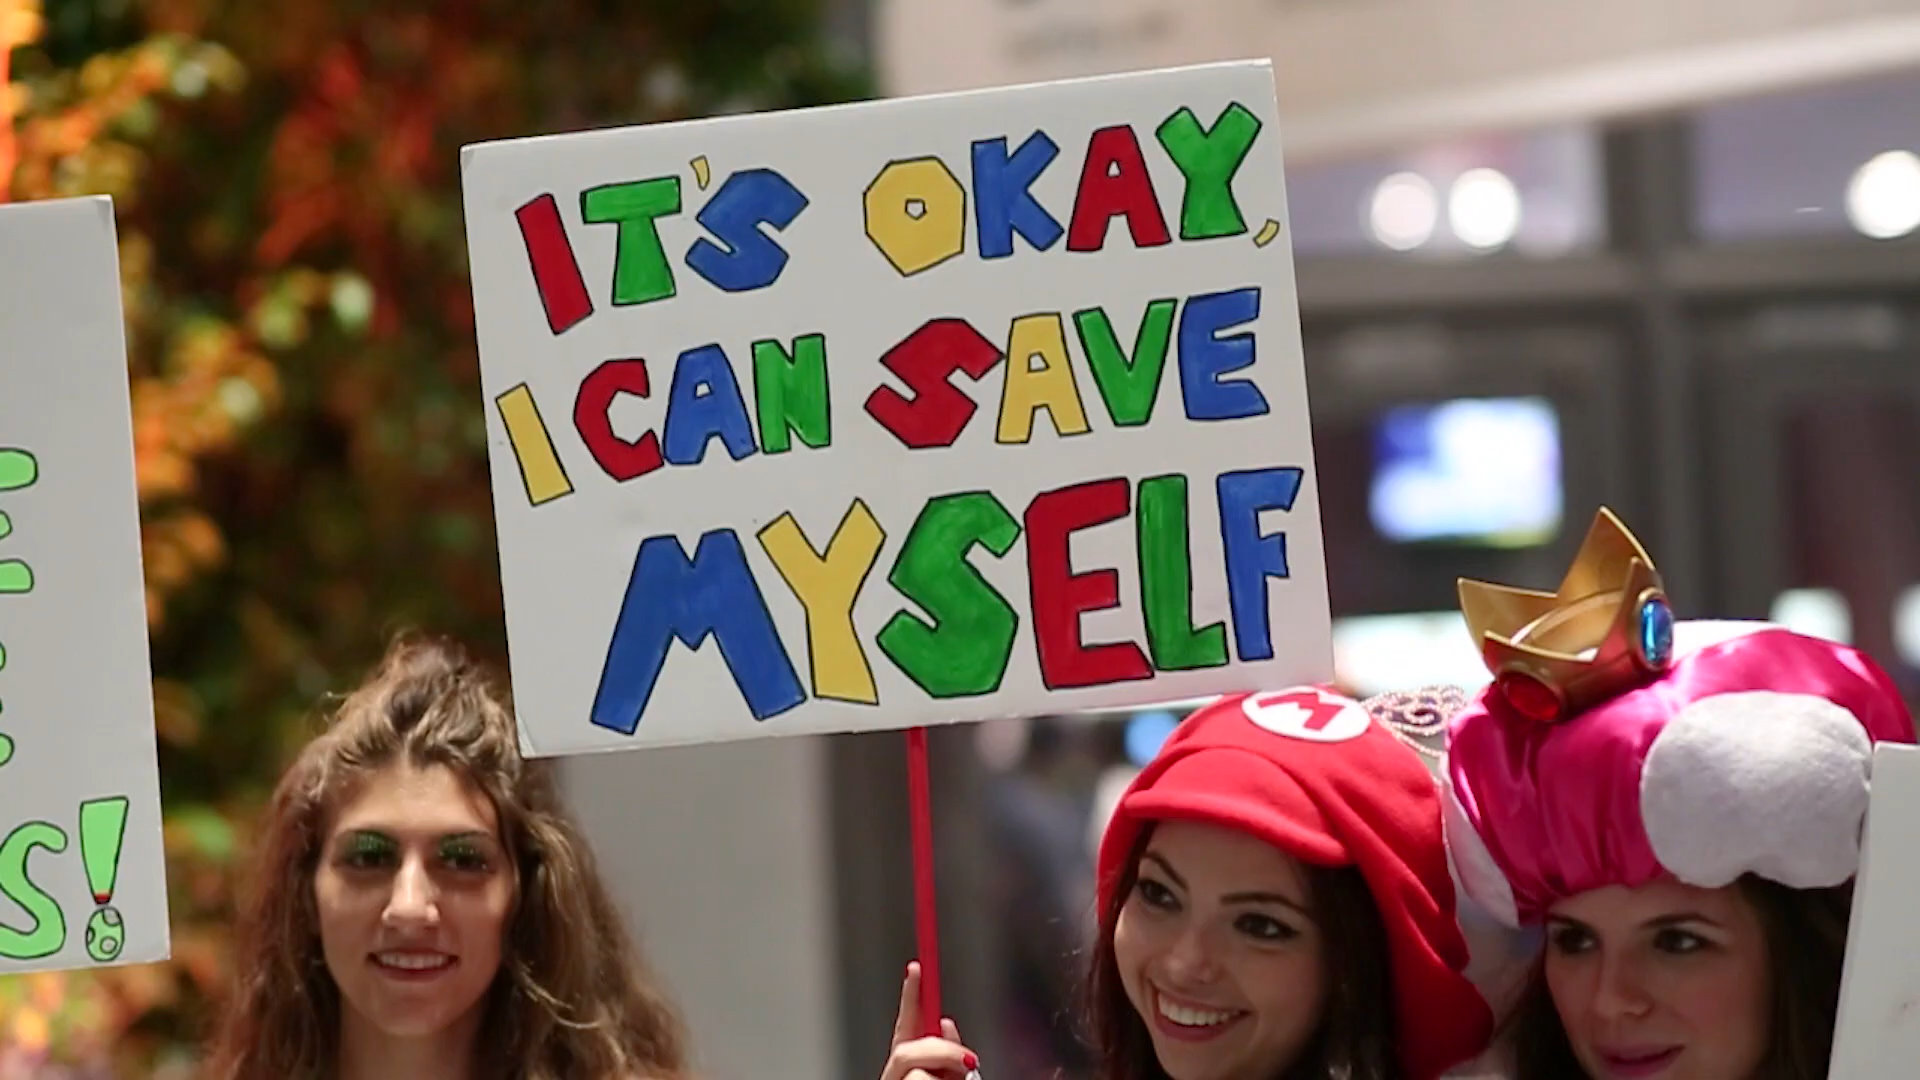 IT'S OKAY,
I CAN SAVE
MYSELF
S!
M